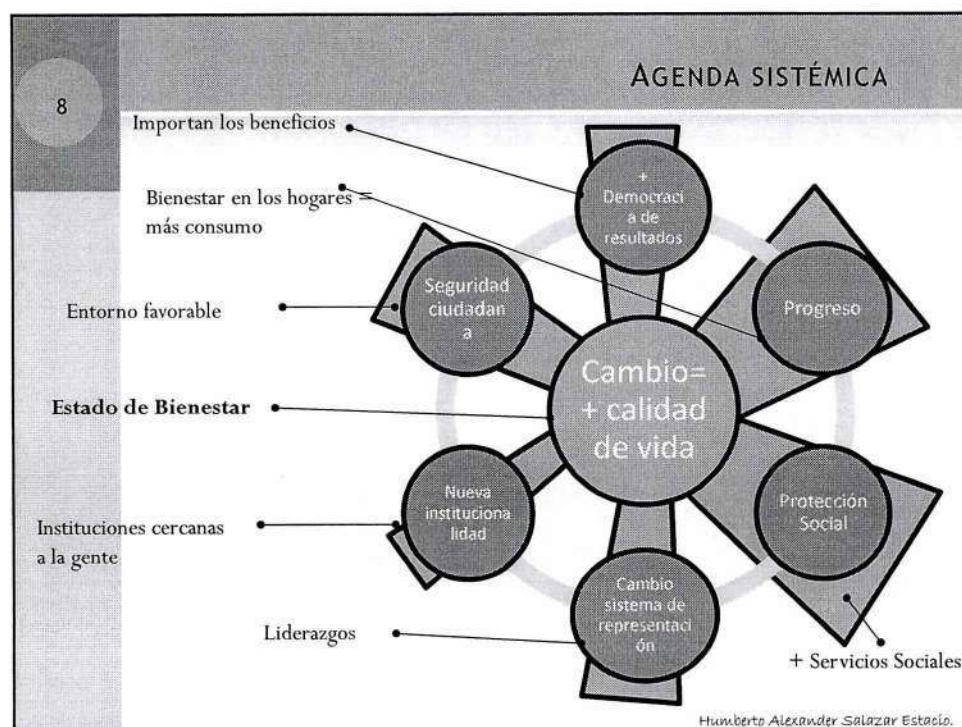 8
AGENDA SISTÉMICA
Importan los beneficios
Bienestar en los hogares =
más consumo
Entorno favorable
Estado de Bienestar
Instituciones cercanas
a la gente
Liderazgos
+
Democraci
a de
resultados
Progreso
Protección
Social
Cambio
sistema de
representaci
ón
Nueva
instituciona
lidad
Seguridad
ciudadan
a
Cambio=
+ calidad
de vida
+ Servicios Sociales
Humberto Alexander Salazar Estacio.